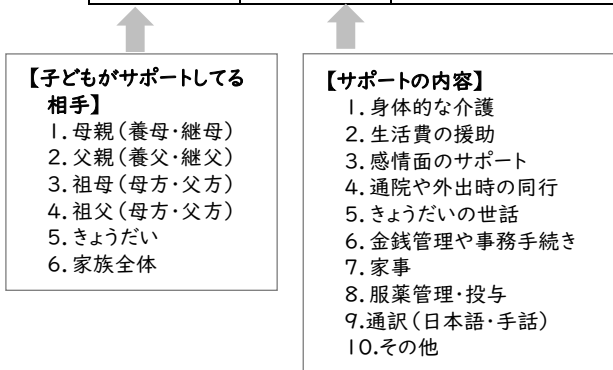 【子どもがサポートしてる
相手】
1.母親(養母・継母)
2.父親(養父・継父)
3.祖母(母方・父方)
4.祖父(母方・父方)
5.きょうだい
6.家族全体
【サポートの内容】
1.身体的な介護
2.生活費の援助
3.感情面のサポート
4.通院や外出時の同行
5.きょうだいの世話
6.金銭管理や事務手続き
7.家事
8.服薬管理・投与
9.通訳(日本語・手話)
10.その他